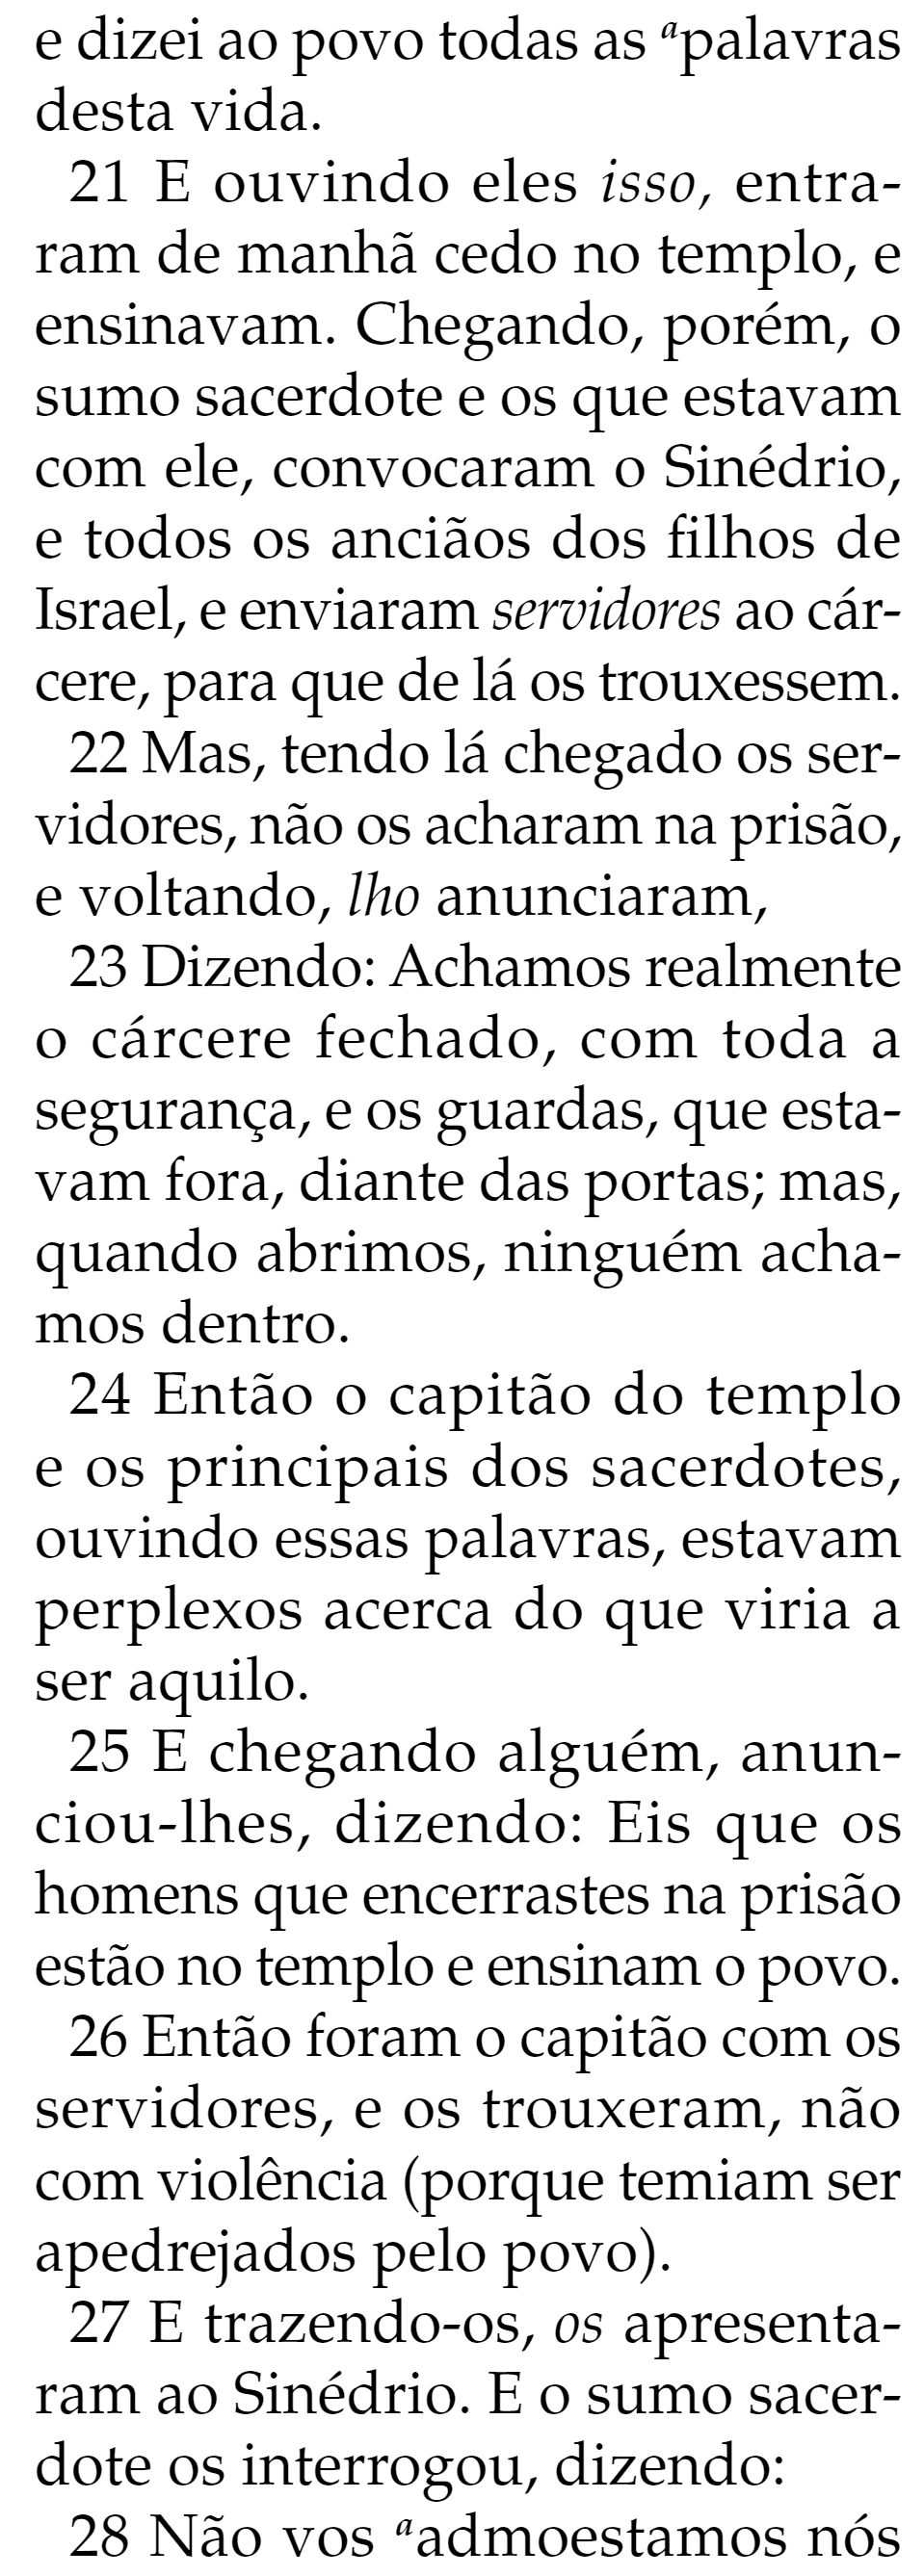 e dizei ao povo todas as ªpalavras
desta vida.
21 E ouvindo eles isso, entra-
ram de manhã cedo no templo, e
ensinavam. Chegando, porém, o
sumo sacerdote e os que estavam
com ele, convocaram o Sinédrio,
e todos os anciãos dos filhos de
Israel, e enviaram servidores ao cár-
cere, para que de lá os trouxessem.
22 Mas, tendo lá chegado os ser-
vidores, não os acharam na prisão,
e voltando, lho anunciaram,
23 Dizendo: Achamos realmente
o cárcere fechado, com toda a
segurança, e os guardas, que esta-
vam fora, diante das portas; mas,
quando abrimos, ninguém acha-
mos dentro.
24 Então o capitão do templo
e os principais dos sacerdotes,
ouvindo essas palavras, estavam
perplexos acerca do que viria a
ser aquilo.
25 E chegando alguém, anun-
ciou-lhes, dizendo: Eis que os
homens que encerrastes na prisão
estão no templo e ensinam o povo.
26 Então foram o capitão com os
servidores, e os trouxeram, não
com violência (porque temiam ser
apedrejados pelo povo).
27 E trazendo-os, os apresenta-
ram ao Sinédrio. E o sumo sacer-
dote os interrogou, dizendo:
28 Não vos ªadmoestamos nós